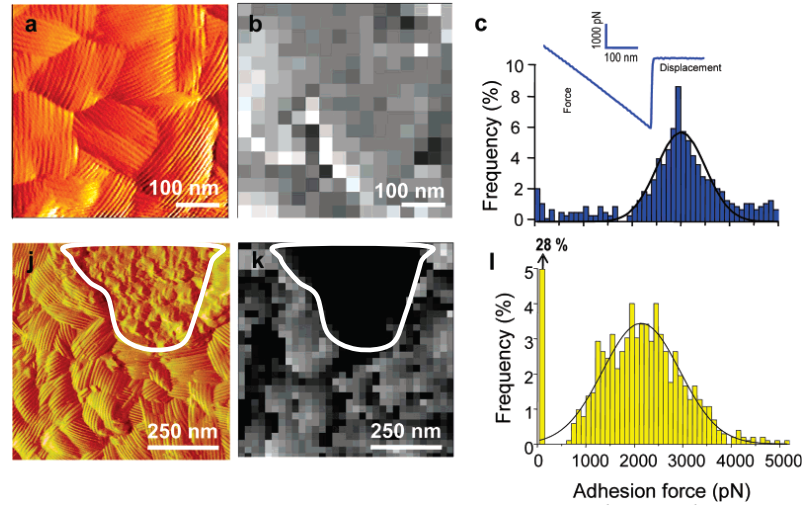 a
100 nm
b
100 nm
c
1000 pN
100 nm
Displacement
Force
Frequency (%)
10
8
6
4
2
0
j
250 nm
k
250 nm
l
28 %
Frequency (%)
5
4
3
2
1
0
0 1000 2000 3000 4000 5000
Adhesion force (pN)